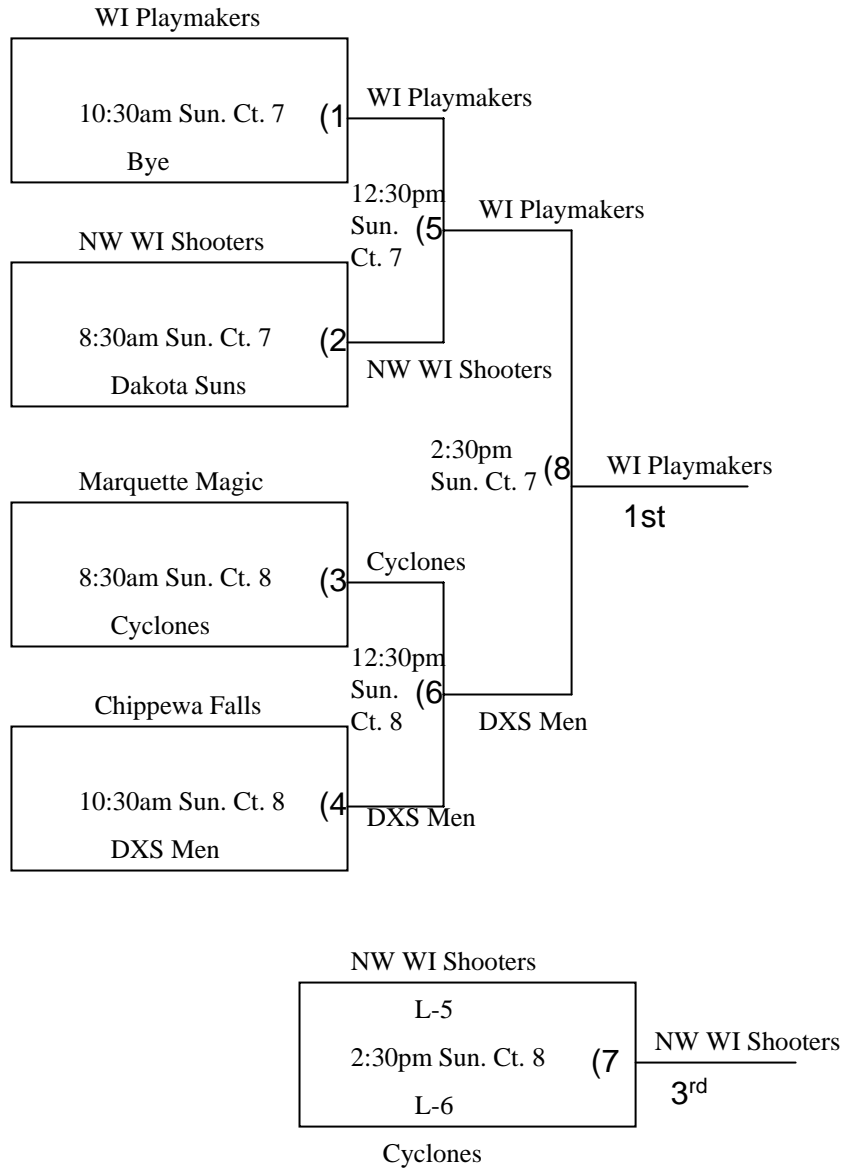 WI Playmakers
10:30am Sun. Ct. 7
(1
Bye
WI Playmakers
NW WI Shooters
8:30am Sun. Ct. 7
(2
Dakota Suns
NW WI Shooters
12:30pm
Sun.
Ct. 7
(5
WI Playmakers
Marquette Magic
8:30am Sun. Ct. 8
(3
Cyclones
Cyclones
Chippewa Falls
10:30am Sun. Ct. 8
(4
DXS Men
DXS Men
12:30pm
Sun.
Ct. 8
(6
DXS Men
2:30pm
Sun. Ct. 7
(8
WI Playmakers
1st
NW WI Shooters
L-5
2:30pm Sun. Ct. 8
(7
L-6
Cyclones
NW WI Shooters
3rd